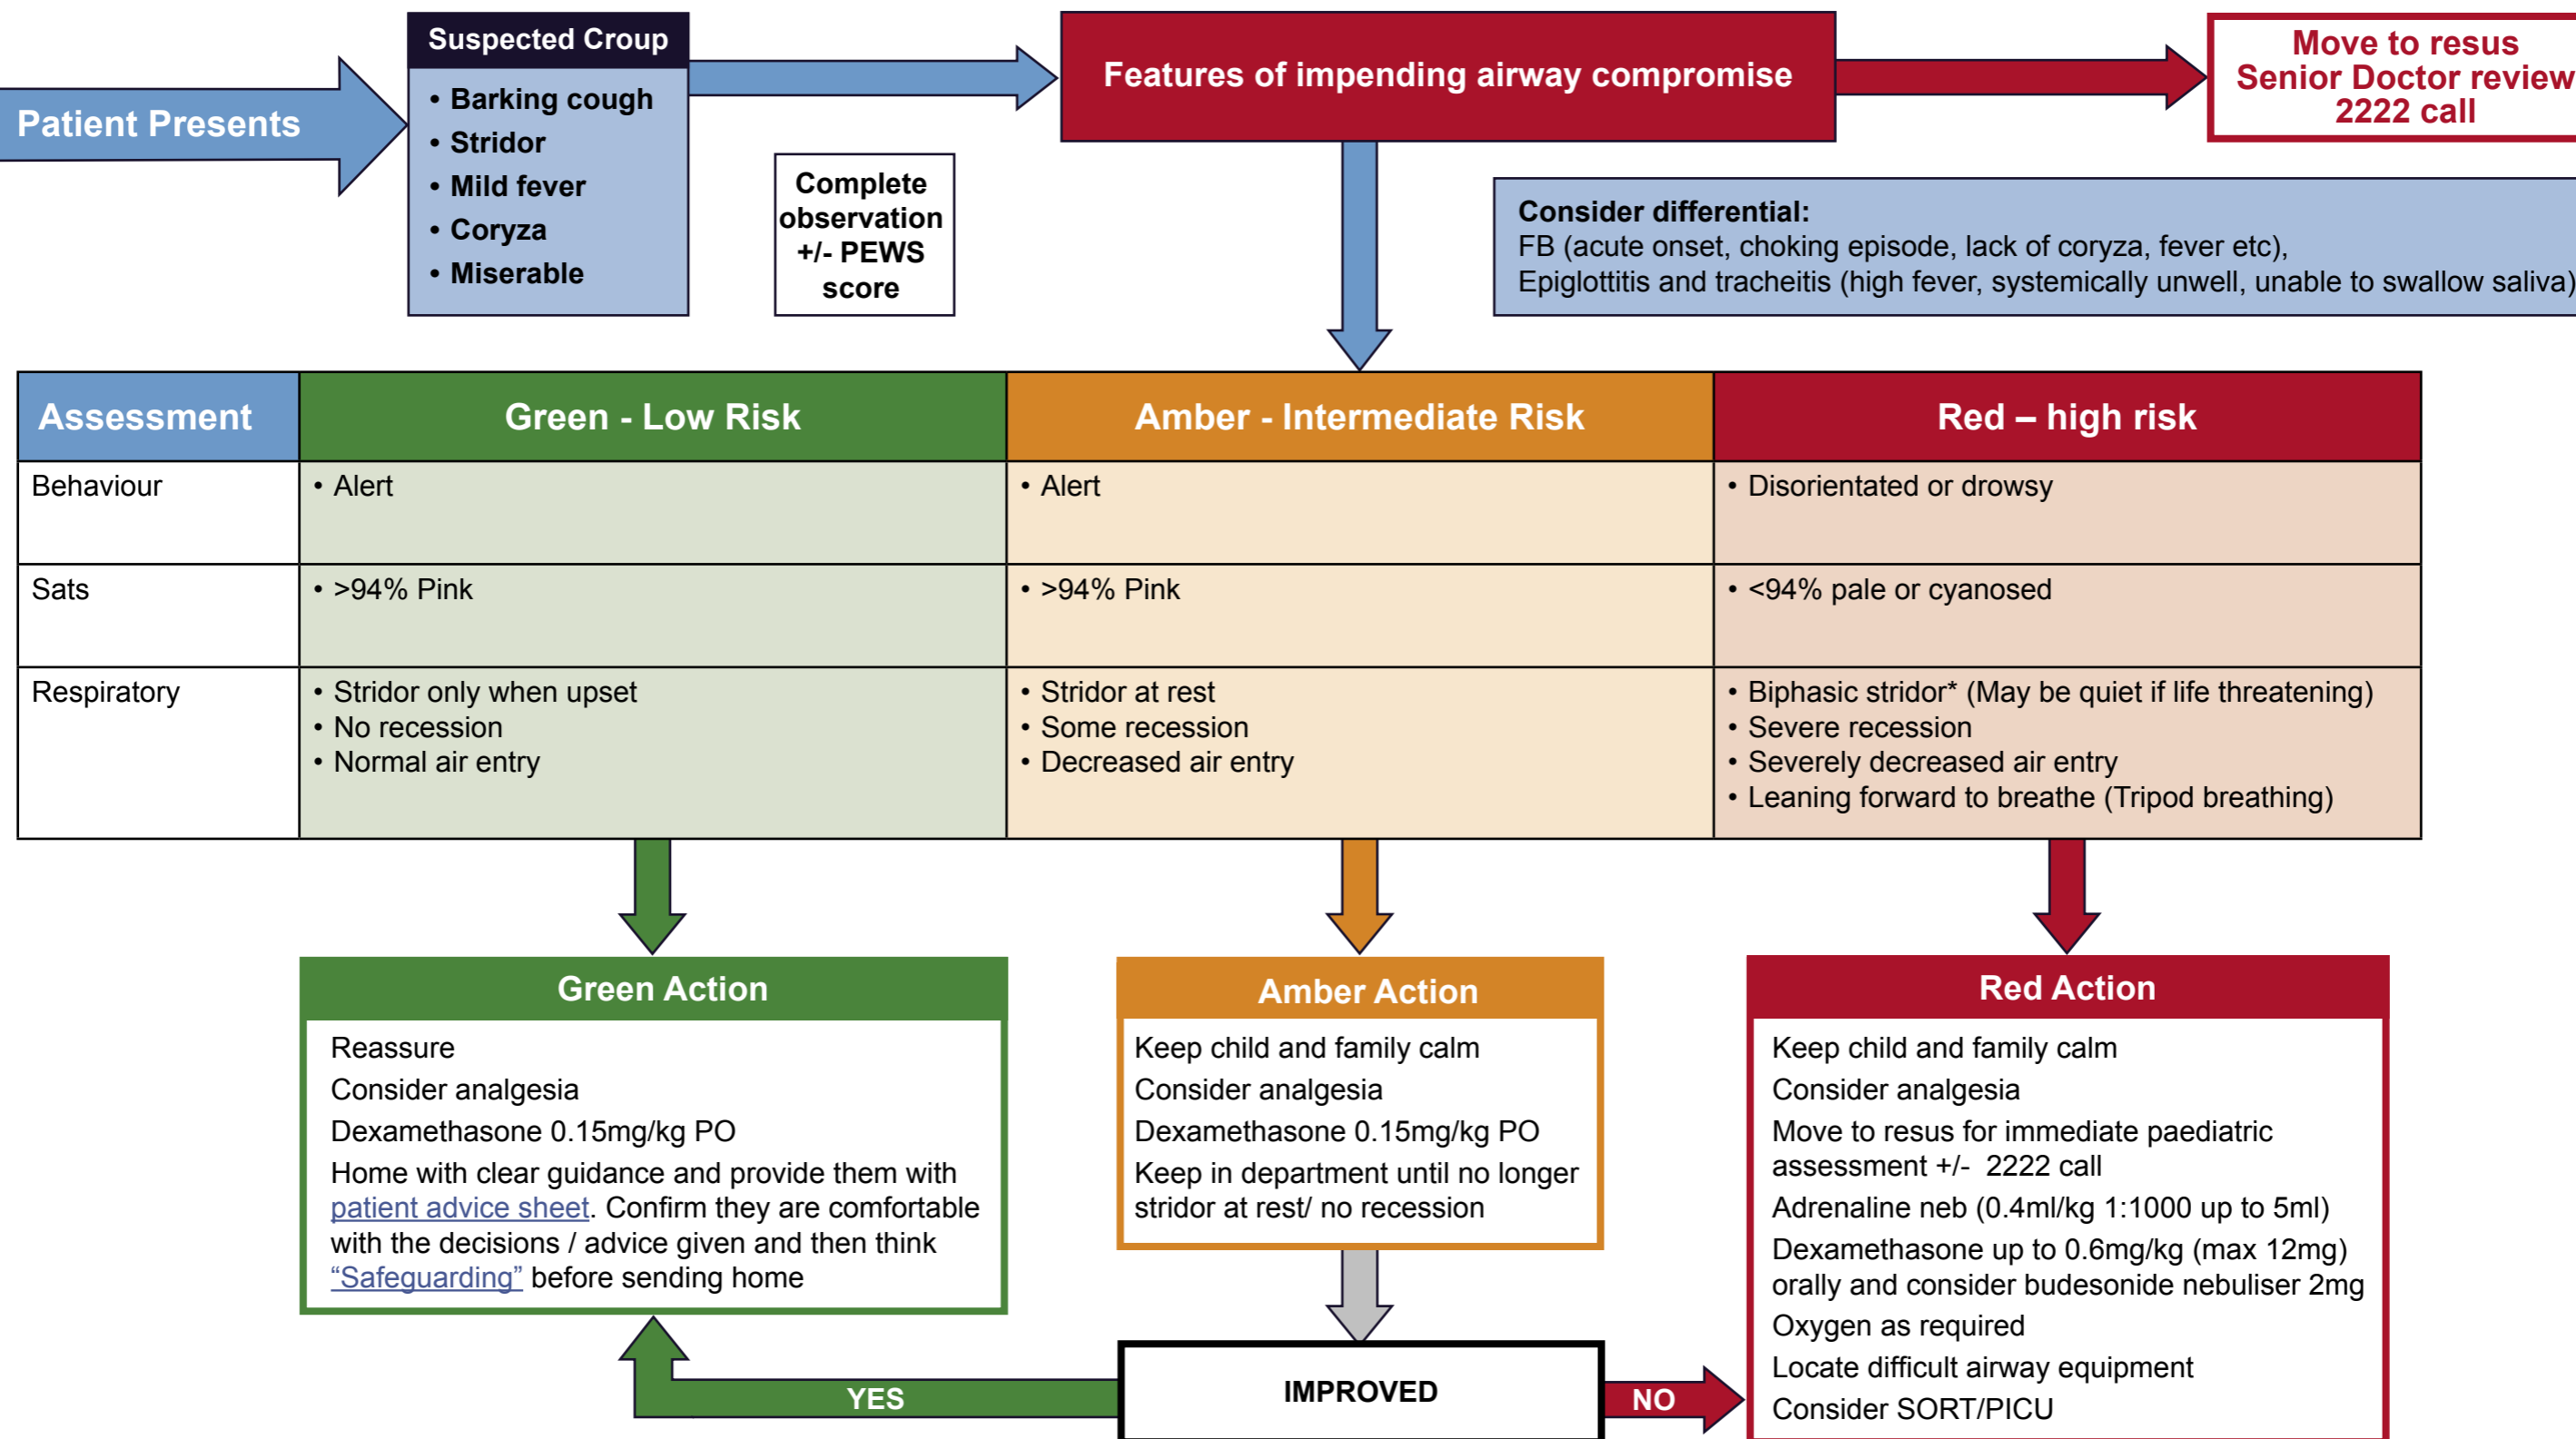 Patient Presents
Suspected Croup
• Barking cough
• Stridor
• Mild fever
• Coryza
• Miserable
Complete
observation
+/- PEWS
score
Features of impending airway compromise
Move to resus
Senior Doctor review
2222 call
Consider differential:
FB (acute onset, choking episode, lack of coryza, fever etc),
Epiglottitis and tracheitis (high fever, systemically unwell, unable to swallow saliva)
Assessment
Green - Low Risk
Amber - Intermediate Risk
Red – high risk
Behaviour
• Alert
• Alert
• Disorientated or drowsy
Sats
• >94% Pink
• >94% Pink
• <94% pale or cyanosed
Respiratory
• Stridor only when upset
• No recession
• Normal air entry
• Stridor at rest
• Some recession
• Decreased air entry
• Biphasic stridor* (May be quiet if life threatening)
• Severe recession
• Severely decreased air entry
• Leaning forward to breathe (Tripod breathing)
Green Action
Reassure
Consider analgesia
Dexamethasone 0.15mg/kg PO
Home with clear guidance and provide them with
patient advice sheet. Confirm they are comfortable
with the decisions / advice given and then think
“Safeguarding” before sending home
Amber Action
Keep child and family calm
Consider analgesia
Dexamethasone 0.15mg/kg PO
Keep in department until no longer
stridor at rest/ no recession
Red Action
Keep child and family calm
Consider analgesia
Move to resus for immediate paediatric
assessment +/- 2222 call
Adrenaline neb (0.4ml/kg 1:1000 up to 5ml)
Dexamethasone up to 0.6mg/kg (max 12mg)
orally and consider budesonide nebuliser 2mg
Oxygen as required
Locate difficult airway equipment
Consider SORT/PICU
YES
IMPROVED
NO